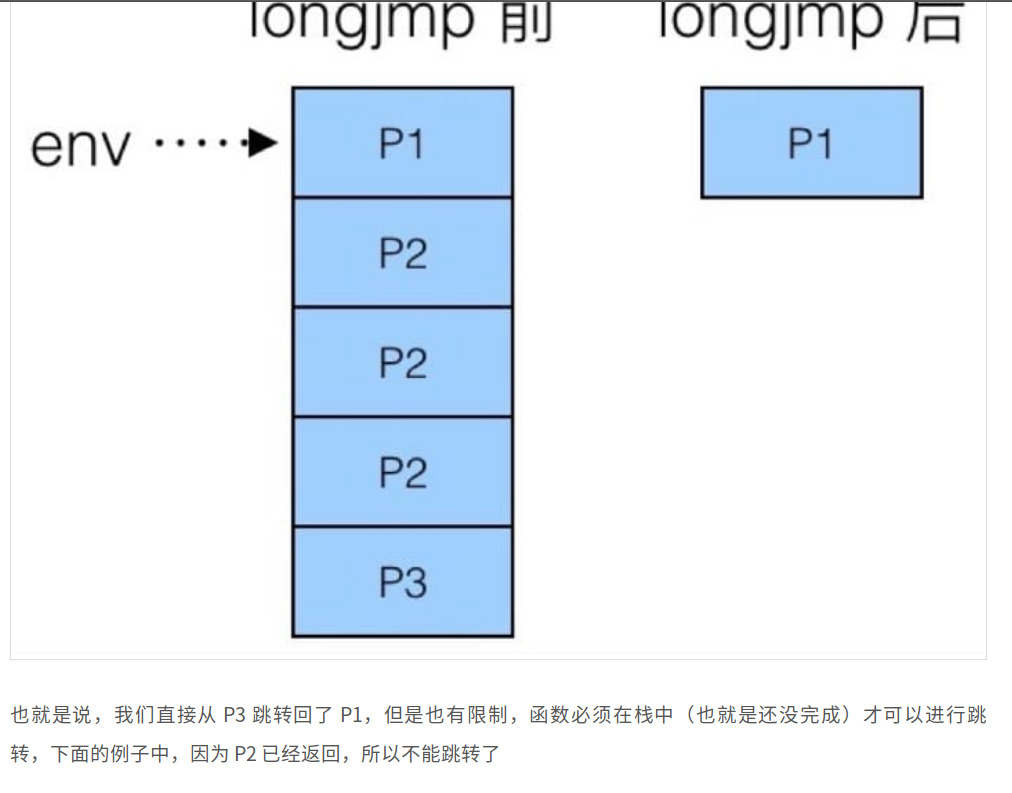 longjmp 前 longjmp 后
env P1 P1
P2
P2
P2
P3
也就是说，我们直接从 P3 跳转回了 P1，但是也有限制，函数必须在栈中（也就是还没完成）才可以进行跳
转，下面的例子中，因为 P2 已经返回，所以不能跳转了